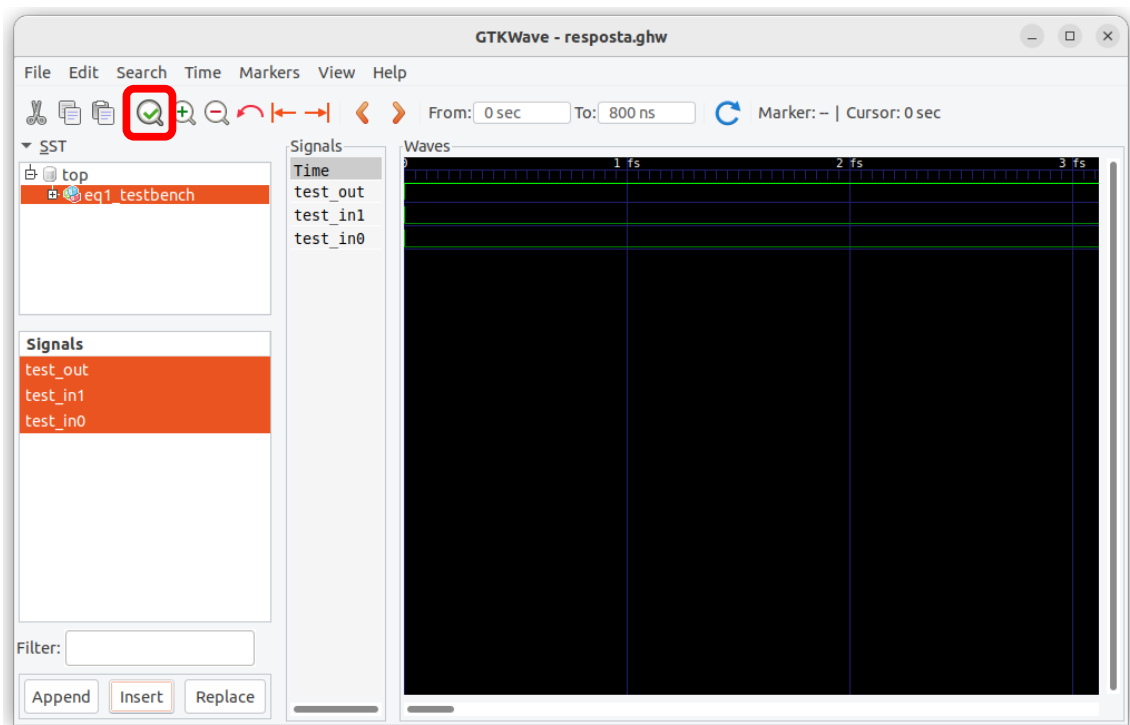 GTKWave - resposta.ghw
File Edit Search Time Markers View Help
From: 0 sec To: 800 ns Marker: -- | Cursor: 0 sec
SST
top
eq1_testbench
Signals
test_out
test_in1
test_in0
Filter:
Append Insert Replace
Signals
Time
test_out
test_in1
test_in0
Waves
0 1 fs 2 fs 3 fs